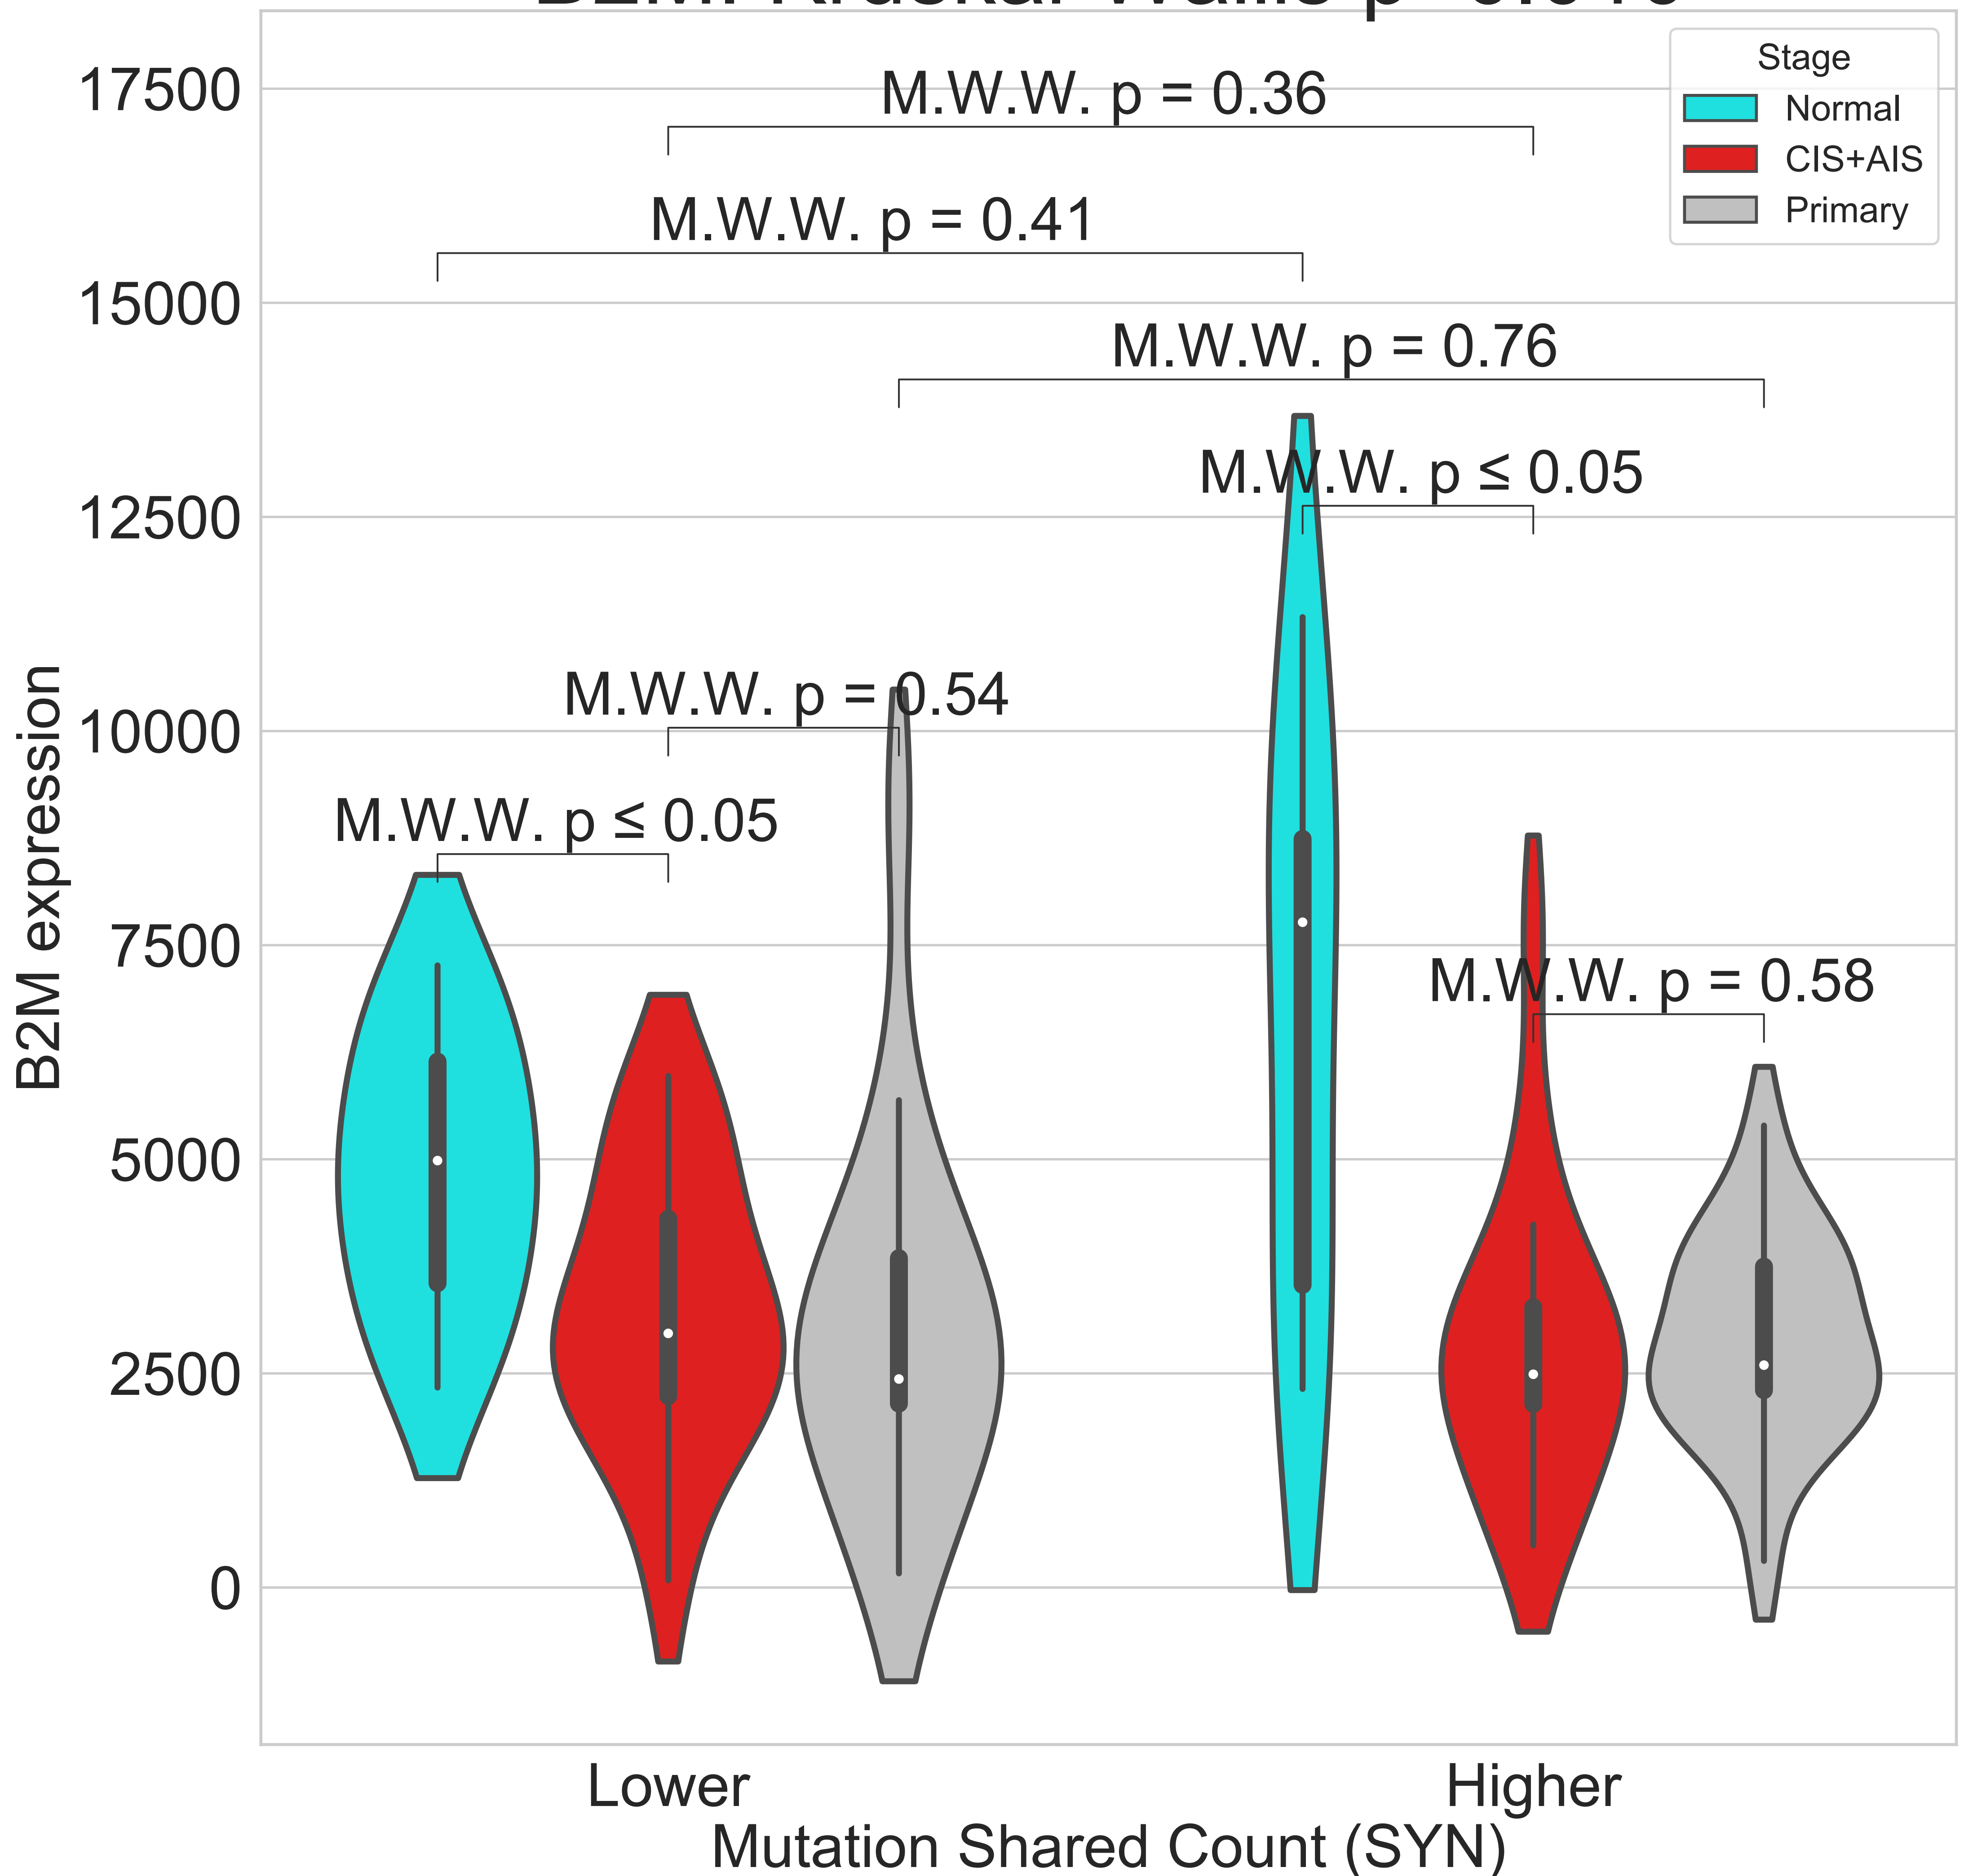 Stage
Normal
CIS+AIS
Primary
17500
15000
12500
10000
7500
5000
2500
0
B2M expression
M.W.W. p = 0.36
M.W.W. p = 0.41
M.W.W. p = 0.76
M.W.W. p ≤ 0.05
M.W.W. p = 0.54
M.W.W. p ≤ 0.05
M.W.W. p = 0.58
Lower
Higher
Mutation Shared Count (SYN)